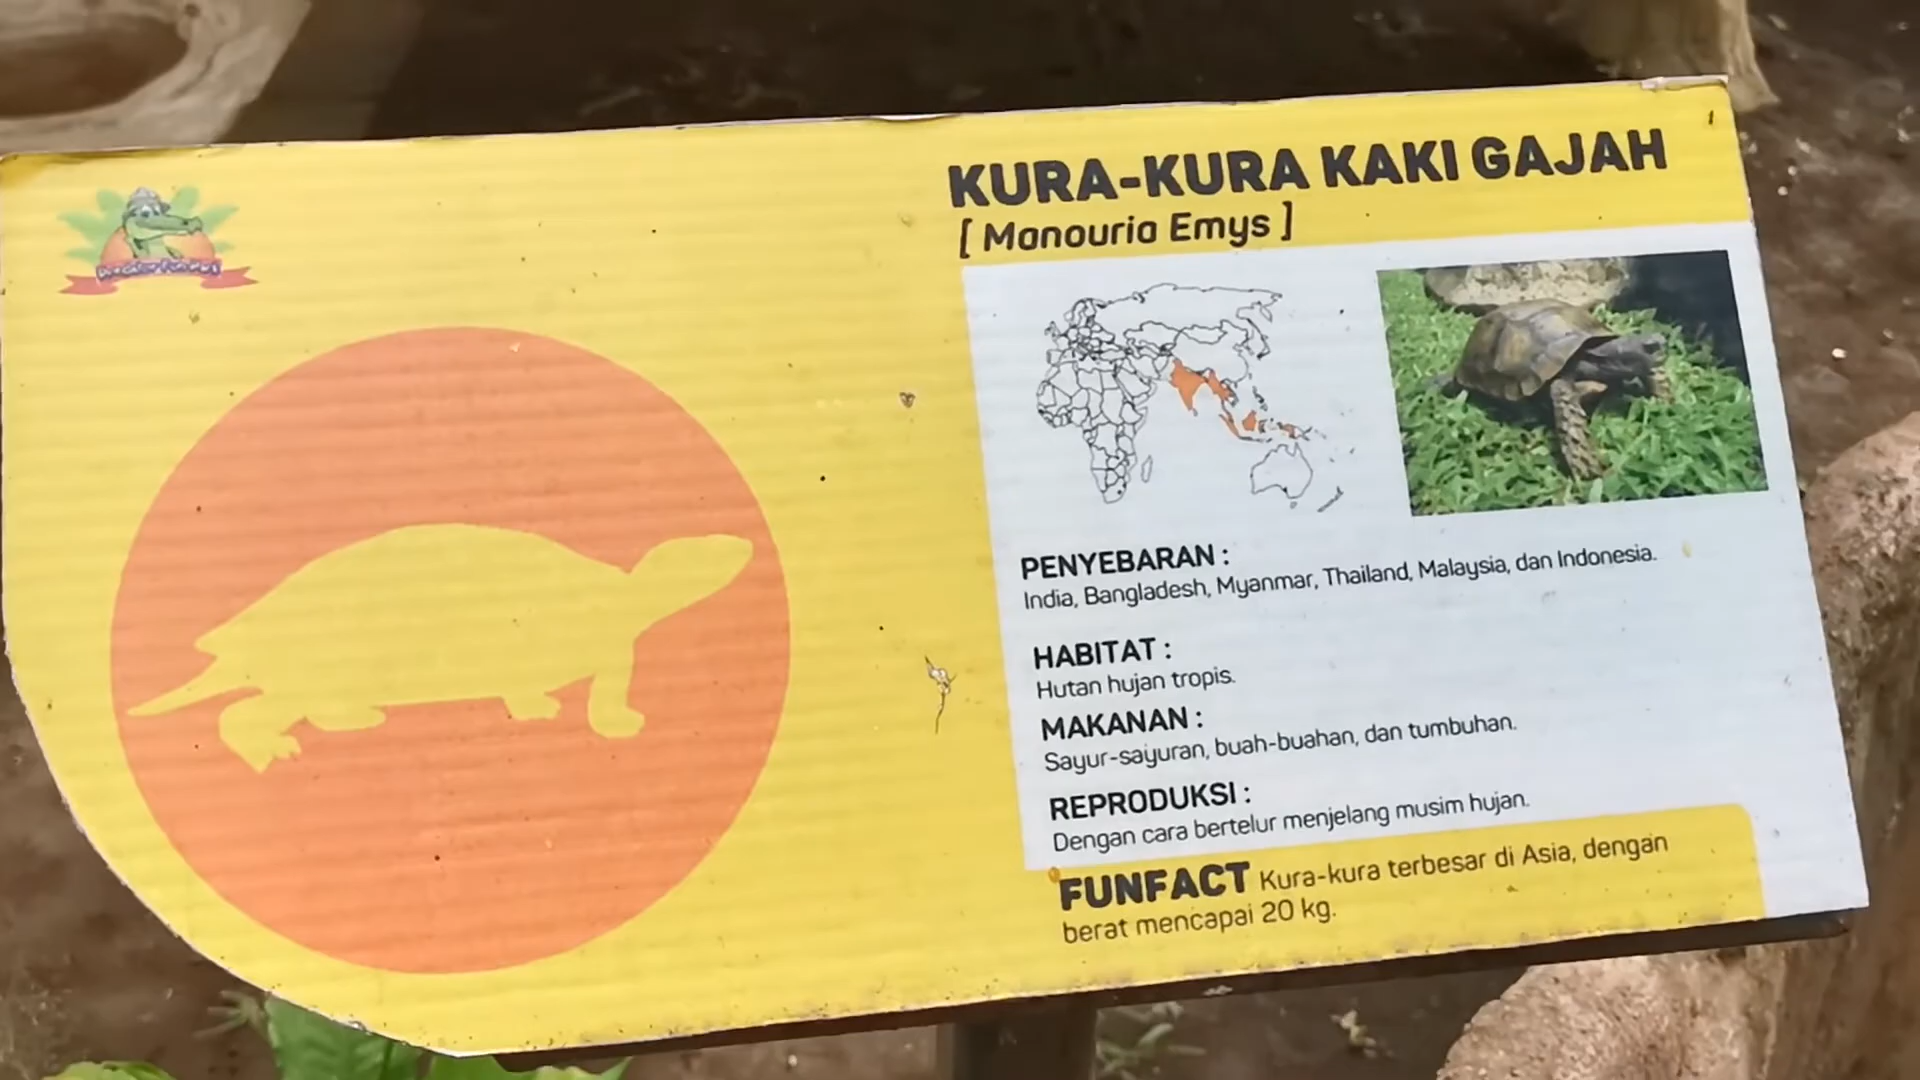 KURA-KURA KAKI GAJAH
[ Manouria Emys ]
PENYEBARAN :
India, Bangladesh, Myanmar, Thailand, Malaysia, dan Indonesia.
HABITAT :
Hutan hujan tropis.
MAKANAN :
Sayur-sayuran, buah-buahan, dan tumbuhan.
REPRODUKSI :
Dengan cara bertelur menjelang musim hujan.
FUNFACT Kura-kura terbesar di Asia, dengan
berat mencapai 20 kg.